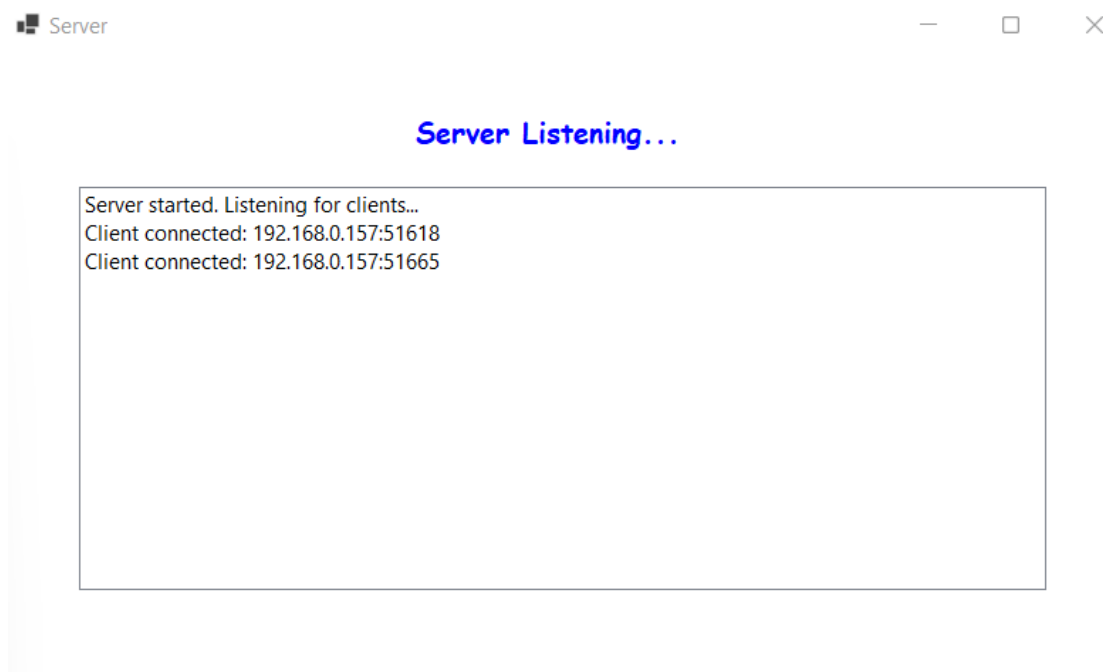 Server
Server Listening...
Server started. Listening for clients...
Client connected: 192.168.0.157:51618
Client connected: 192.168.0.157:51665